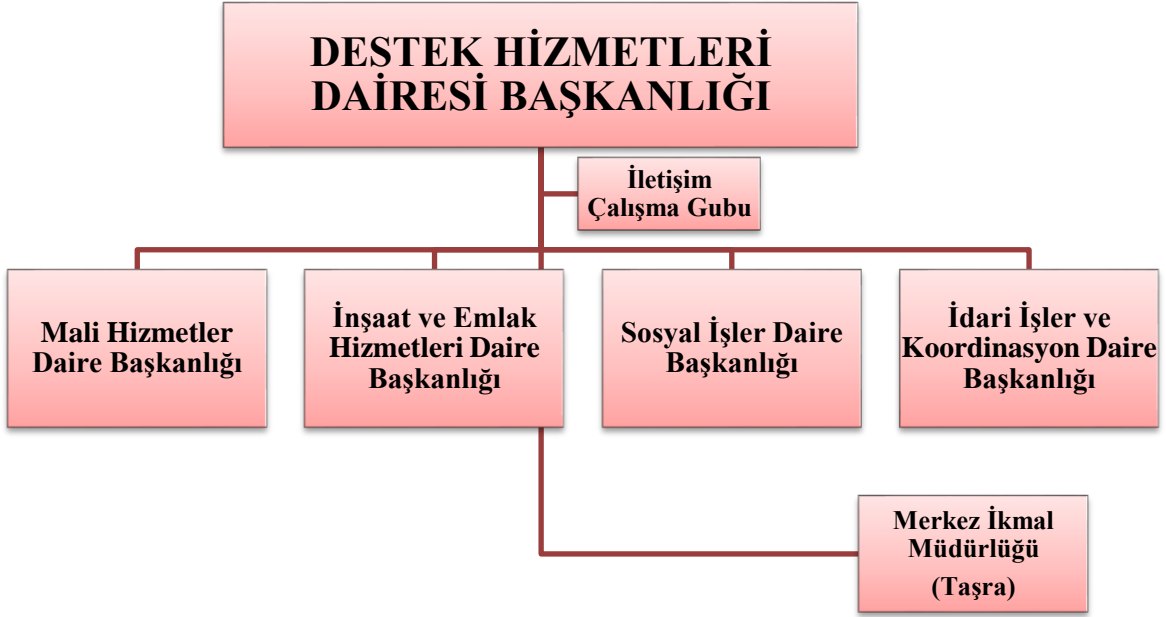 DESTEK HİZMETLERİ
DAİRESİ BAŞKANLIĞI
İletişim
Çalışma Gubu
Mali Hizmetler
Daire Başkanlığı
İnşaat ve Emlak
Hizmetleri Daire
Başkanlığı
Sosyal İşler Daire
Başkanlığı
İdari İşler ve
Koordinasyon Daire
Başkanlığı
Merkez İkmal
Müdürlüğü
(Taşra)